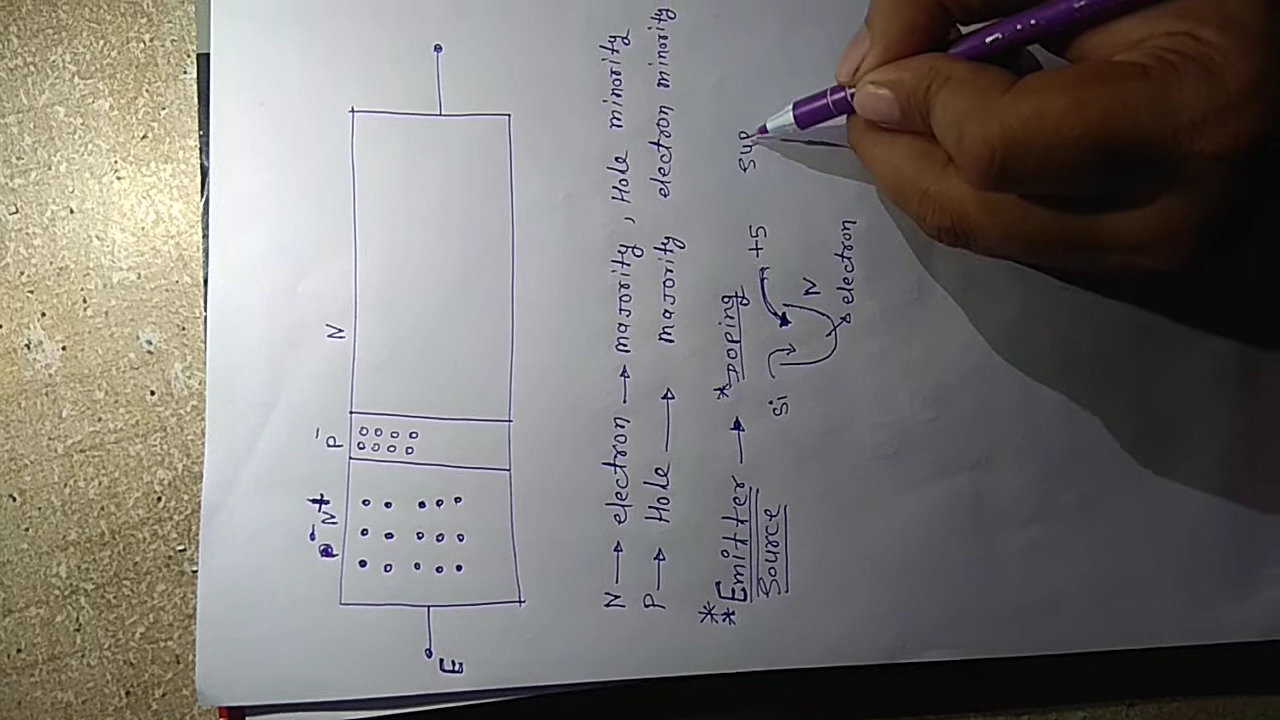 E
P⁻ N⁺
P⁻
N
N → electron → majority, Hole minority
P → Hole → majority electron minority
** Emitter → * Doping
Source
Si +5
N
electron
Sup